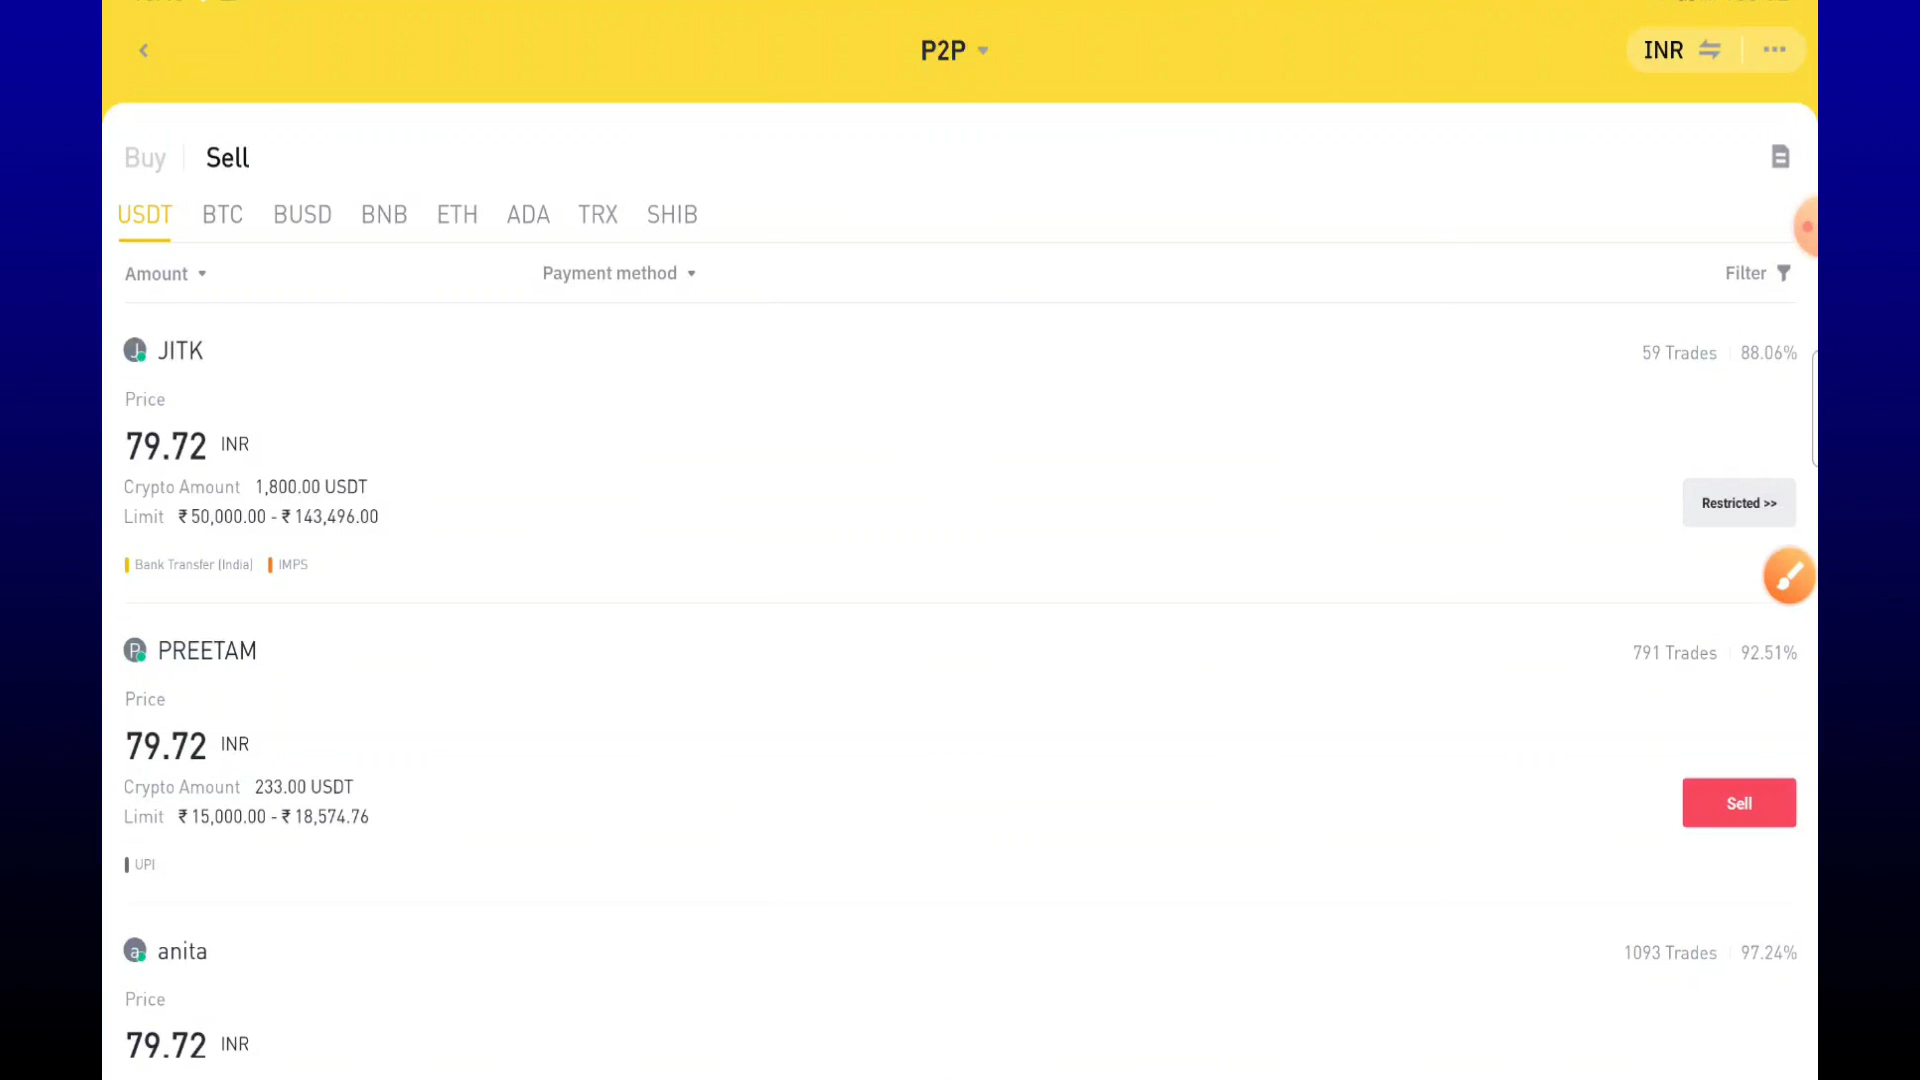 P2P
INR
Buy Sell
USDT BTC BUSD BNB ETH ADA TRX SHIB
Amount Payment method Filter
J JITK 59 Trades 88.06%
Price
79.72 INR
Crypto Amount 1,800.00 USDT
Limit ₹ 50,000.00 - ₹ 143,496.00
Restricted >>
Bank Transfer (India) IMPS
P PREETAM 791 Trades 92.51%
Price
79.72 INR
Crypto Amount 233.00 USDT
Limit ₹ 15,000.00 - ₹ 18,574.76
Sell
UPI
a anita 1093 Trades 97.24%
Price
79.72 INR